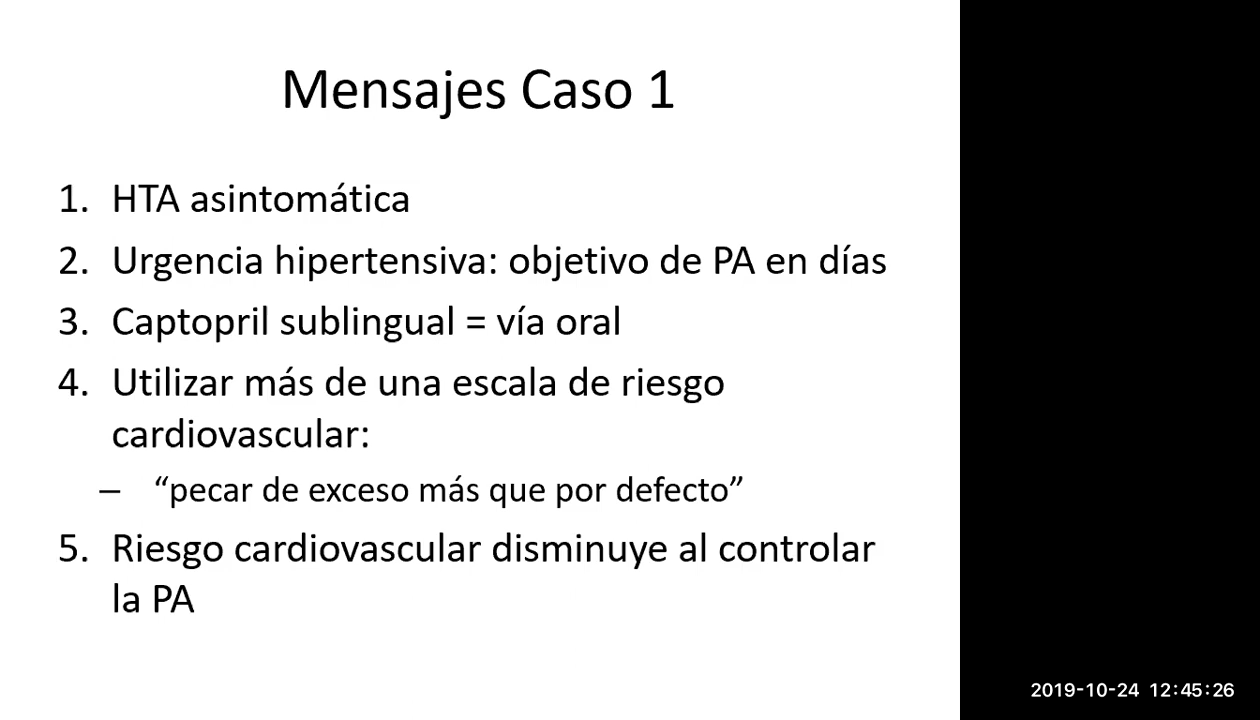 Mensajes Caso 1
1. HTA asintomática
2. Urgencia hipertensiva: objetivo de PA en días
3. Captopril sublingual = vía oral
4. Utilizar más de una escala de riesgo
cardiovascular:
– “pecar de exceso más que por defecto”
5. Riesgo cardiovascular disminuye al controlar
la PA
2019-10-24 12:45:26